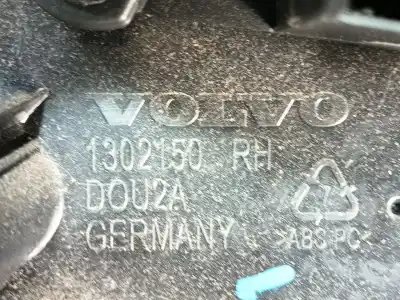 VOLVO
1302150 RH
DOU2A
GERMANY >ABS PC<